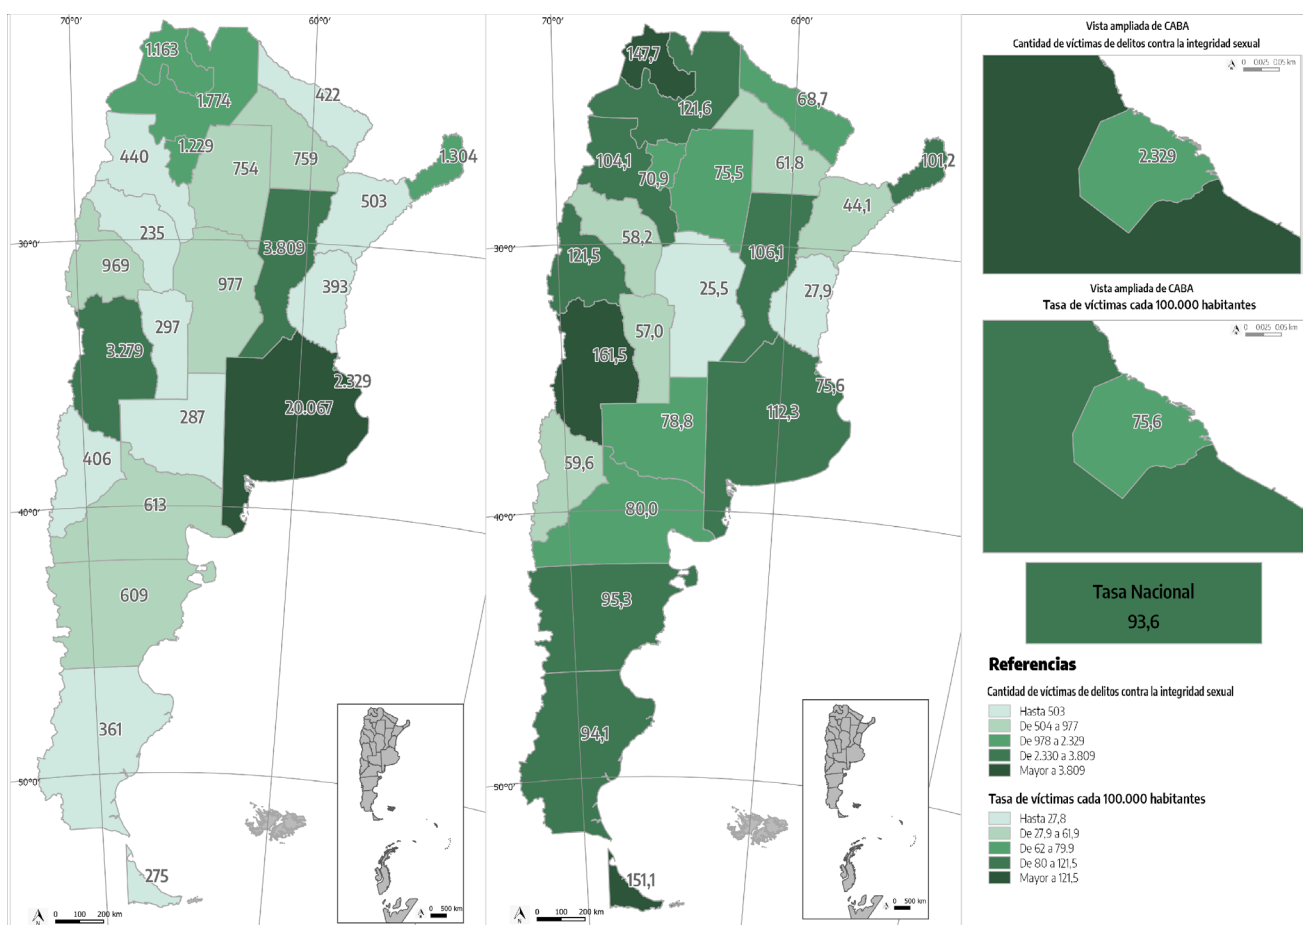 70°0'
60°0'
1.163
1.774
422
1.229
440
754
759
1.304
503
235
30°0'
3.809
969
977
393
297
3.279
2.329
20.067
287
406
613
40°0'
609
361
50°0'
275
N
0 100 200 km
0 500 km
N
70°0'
60°0'
147,7
121,6
68,7
104,1
70,9
75,5
61,8
101,2
44,1
58,2
30°0'
121,5
106,1
25,5
27,9
57,0
161,5
75,6
112,3
78,8
59,6
80,0
40°0'
95,3
94,1
50°0'
151,1
N
0 100 200 km
0 500 km
N
Vista ampliada de CABA
Cantidad de víctimas de delitos contra la integridad sexual
N
0 0.025 0.05 km
2.329
Vista ampliada de CABA
Tasa de víctimas cada 100.000 habitantes
N
0 0.025 0.05 km
75,6
Tasa Nacional
93,6
Referencias
Cantidad de víctimas de delitos contra la integridad sexual
Hasta 503
De 504 a 977
De 978 a 2.329
De 2.330 a 3.809
Mayor a 3.809
Tasa de víctimas cada 100.000 habitantes
Hasta 27,8
De 27,9 a 61,9
De 62 a 79,9
De 80 a 121,5
Mayor a 121,5